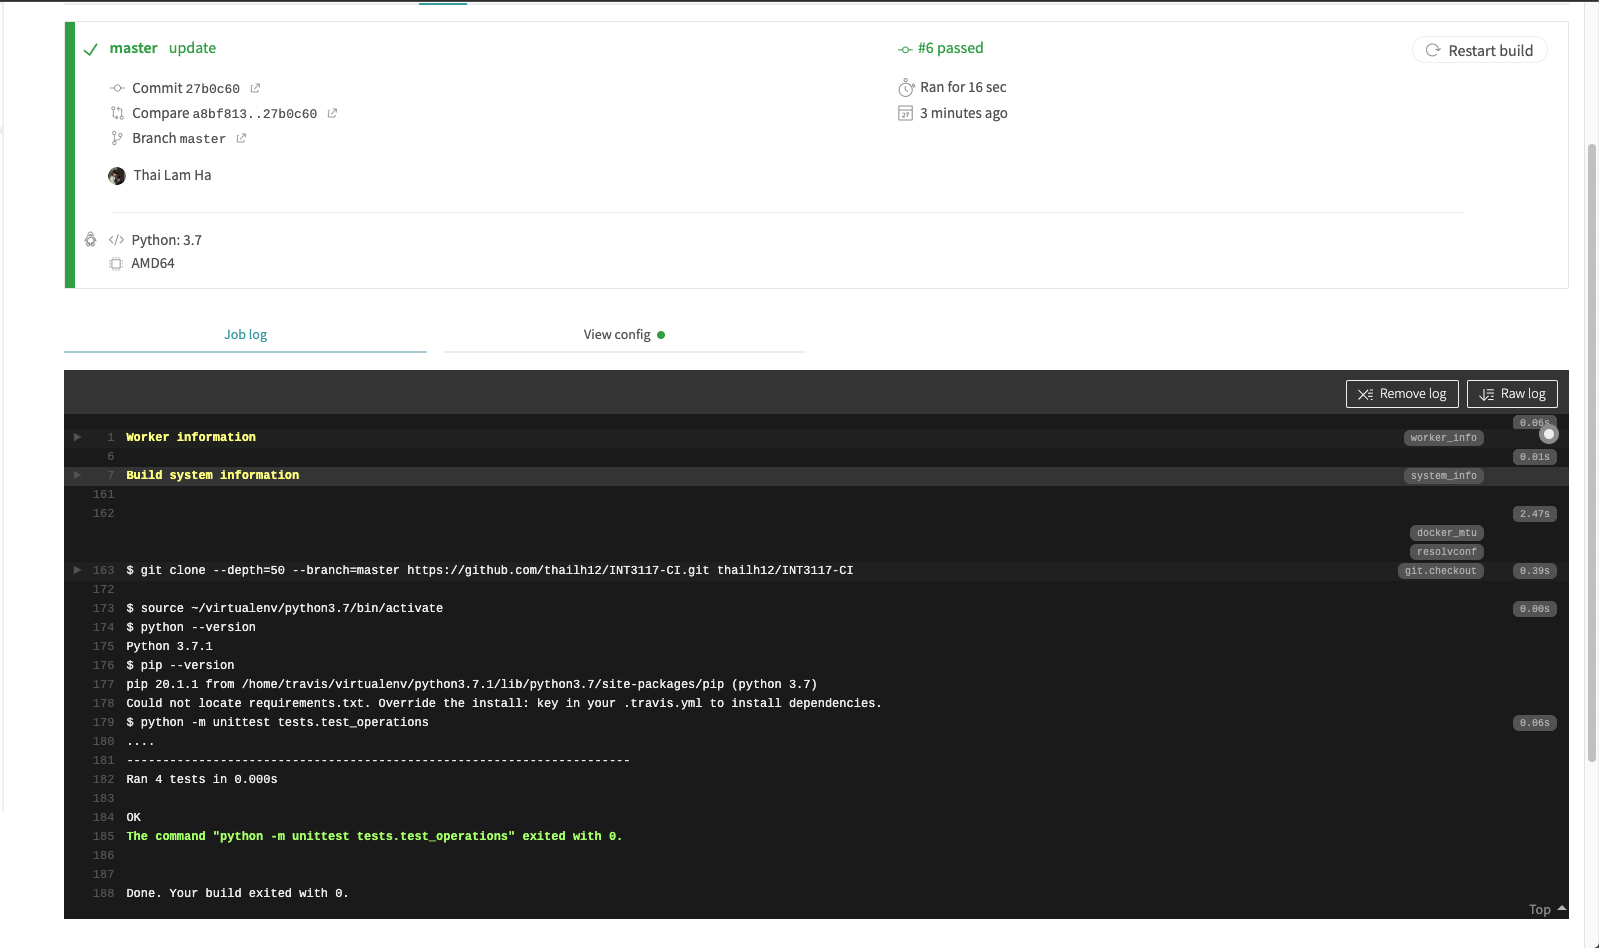 master update
#6 passed
Restart build
Commit 27b0c60
Ran for 16 sec
Compare a8bf813..27b0c60
27 3 minutes ago
Branch master
Thai Lam Ha
</> Python: 3.7
AMD64
Job log
View config
Remove log
Raw log
0.06s
1 Worker information worker_info
6 0.01s
7 Build system information system_info
161
162 2.47s
docker_mtu
resolvconf
163 $ git clone --depth=50 --branch=master https://github.com/thailh12/INT3117-CI.git thailh12/INT3117-CI git.checkout 0.39s
172
173 $ source ~/virtualenv/python3.7/bin/activate 0.00s
174 $ python --version
175 Python 3.7.1
176 $ pip --version
177 pip 20.1.1 from /home/travis/virtualenv/python3.7.1/lib/python3.7/site-packages/pip (python 3.7)
178 Could not locate requirements.txt. Override the install: key in your .travis.yml to install dependencies.
179 $ python -m unittest tests.test_operations 0.06s
180 ....
181 ----------------------------------------------------------------------
182 Ran 4 tests in 0.000s
183
184 OK
185 The command "python -m unittest tests.test_operations" exited with 0.
186
187
188 Done. Your build exited with 0.
Top